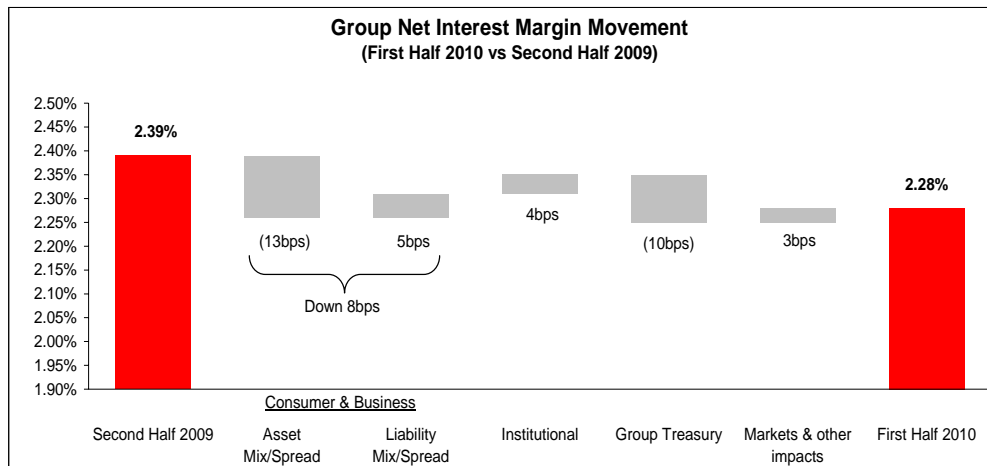 Group Net Interest Margin Movement
(First Half 2010 vs Second Half 2009)
2.50%
2.45%
2.40%
2.35%
2.30%
2.25%
2.20%
2.15%
2.10%
2.05%
2.00%
1.95%
1.90%
2.39%
(13bps)
5bps
Down 8bps
4bps
(10bps)
3bps
2.28%
Consumer & Business
Second Half 2009
Asset
Mix/Spread
Liability
Mix/Spread
Institutional
Group Treasury
Markets & other
impacts
First Half 2010